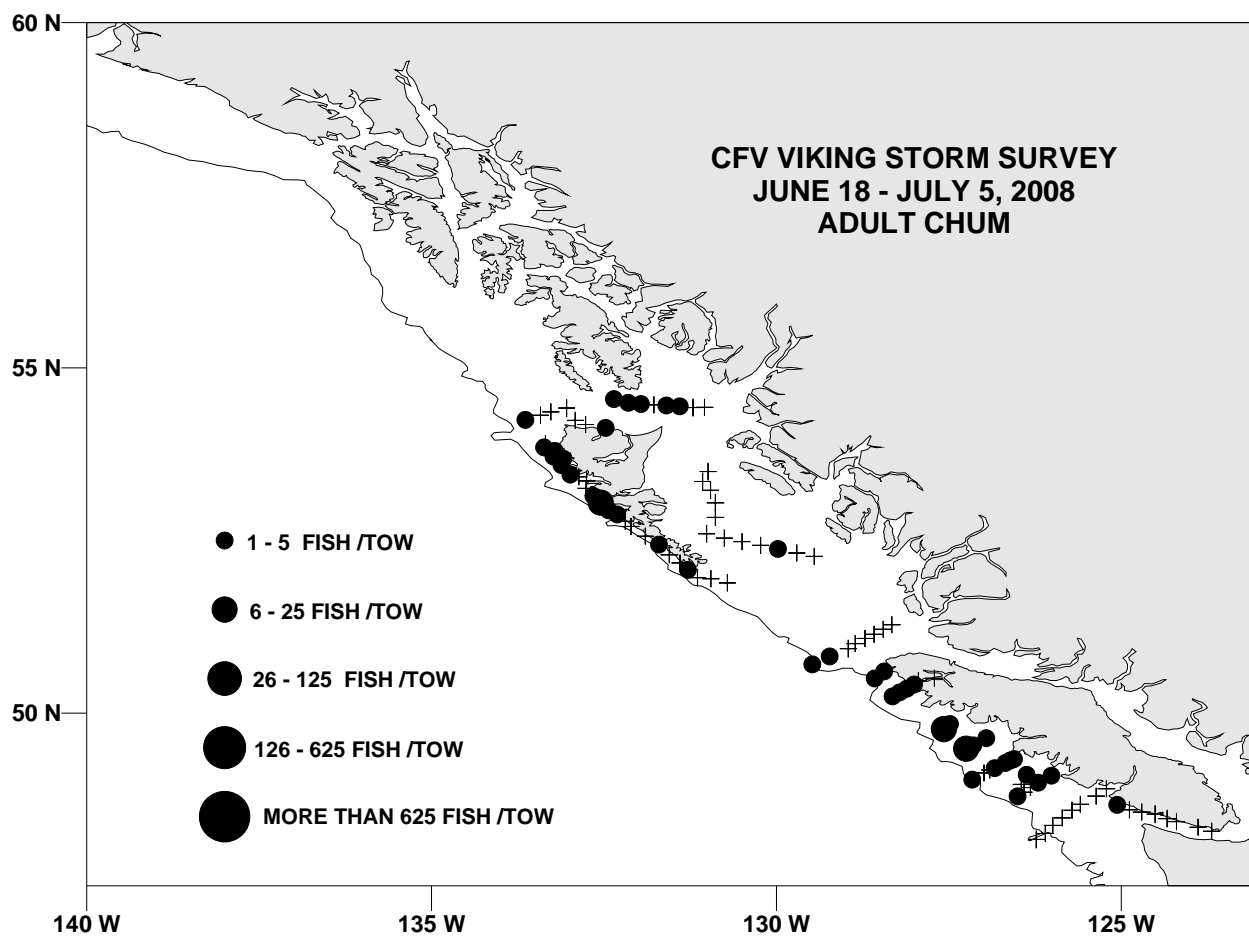 60 N
CFV VIKING STORM SURVEY
JUNE 18 - JULY 5, 2008
ADULT CHUM
55 N
1 - 5 FISH /TOW
6 - 25 FISH /TOW
26 - 125 FISH /TOW
50 N
126 - 625 FISH /TOW
MORE THAN 625 FISH /TOW
140 W
135 W
130 W
125 W